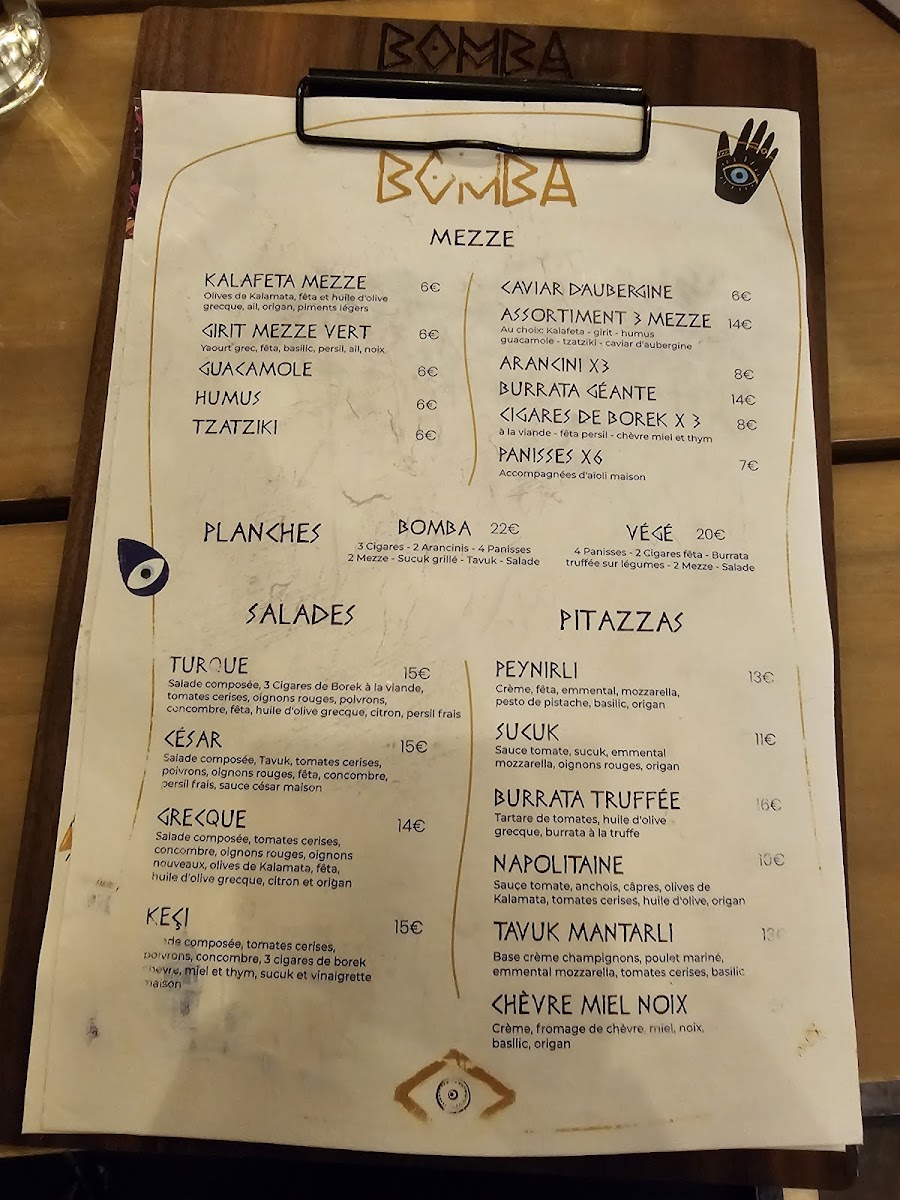 BOMBA
BOMBA
MEZZE
KALAFETA MEZZE 6€
Olives de Kalamata, fêta et huile d'olive
grecque, ail, origan, piments légers
GIRIT MEZZE VERT 6€
Yaourt grec, fêta, basilic, persil, ail, noix
GUACAMOLE 6€
HUMUS 6€
TZATZIKI 6€
CAVIAR D'AUBERGINE 6€
ASSORTIMENT 3 MEZZE 14€
Au choix: Kalafeta - girit - humus
guacamole - tzatziki - caviar d'aubergine
ARANCINI X3 8€
BURRATA GÉANTE 14€
CIGARES DE BOREK X 3 8€
à la viande - fêta persil - chèvre miel et thym
PANISSES X6 7€
Accompagnées d'aïoli maison
PLANCHES
BOMBA 22€
3 Cigares - 2 Arancinis - 4 Panisses
2 Mezze - Sucuk grillé - Tavuk - Salade
VÉGÉ 20€
4 Panisses - 2 Cigares fêta - Burrata
truffée sur légumes - 2 Mezze - Salade
SALADES
TURQUE 15€
Salade composée, 3 Cigares de Borek à la viande,
tomates cerises, oignons rouges, poivrons,
concombre, fêta, huile d'olive grecque, citron, persil frais
CÉSAR 15€
Salade composée, Tavuk, tomates cerises,
poivrons, oignons rouges, fêta, concombre,
persil frais, sauce césar maison
GRECQUE 14€
Salade composée, tomates cerises,
concombre, oignons rouges, oignons
nouveaux, olives de Kalamata, fêta,
huile d'olive grecque, citron et origan
KEÇI 15€
composée, tomates cerises,
poivrons, concombre, 3 cigares de borek
chèvre, miel et thym, sucuk et vinaigrette
maison
PITAZZAS
PEYNIRLI 13€
Crème, fêta, emmental, mozzarella,
pesto de pistache, basilic, origan
SUCUK 11€
Sauce tomate, sucuk, emmental
mozzarella, oignons rouges, origan
BURRATA TRUFFÉE 16€
Tartare de tomates, huile d'olive
grecque, burrata à la truffe
NAPOLITAINE
Sauce tomate, anchois, câpres, olives de
Kalamata, tomates cerises, huile d'olive, origan
TAVUK MANTARLI 13€
Base crème champignons, poulet mariné,
emmental mozzarella, tomates cerises, basilic
CHÈVRE MIEL NOIX
Crème, fromage de chèvre, miel, noix,
basilic, origan